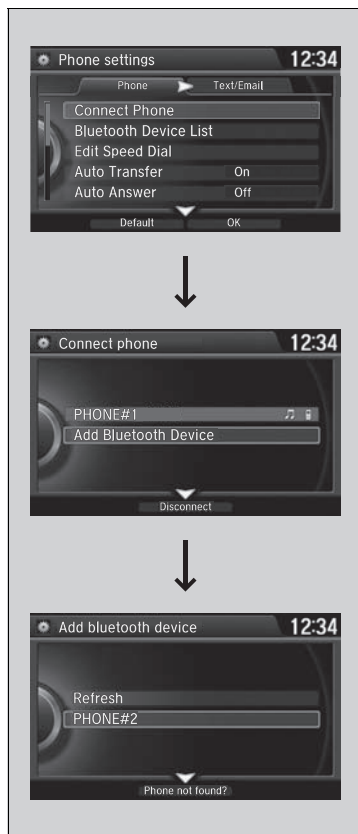 Phone settings 12:34
Phone Text/Email
Connect Phone
Bluetooth Device List
Edit Speed Dial
Auto Transfer On
Auto Answer Off
Default OK
Connect phone 12:34
PHONE#1
Add Bluetooth Device
Disconnect
Add bluetooth device 12:34
Refresh
PHONE#2
Phone not found?